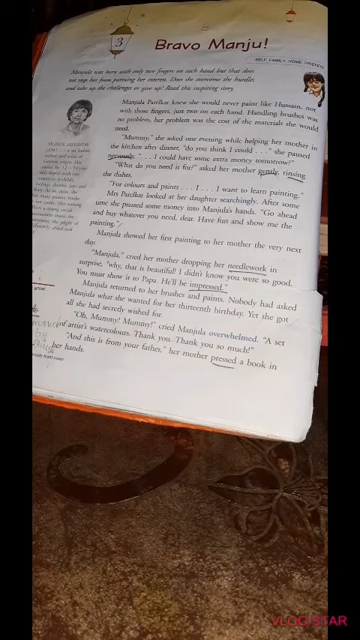 3
Bravo Manju!
SELF, FAMILY, HOME, FRIENDS
Manjula was born with only two fingers on each hand but that does
not stop her from pursuing her interest. Does she overcome the hurdles
and take up the challenges or give up? Read this inspiring story.
Manjula Parelkar knew she would never paint like Hussain, not
with those fingers, just two on each hand. Handling brushes was
no problem, her problem was the cost of the materials she would
need.
"Mummy," she asked one evening while helping her mother in
the kitchen after dinner, "do you think I could . . ." she paused
nervously. ". . . I could have some extra money tomorrow?"
"What do you need it for?" asked her mother gently, rinsing
the dishes.
"For colours and paints . . . I . . . I want to learn painting."
Mrs Parelkar looked at her daughter searchingly. After some
time she pressed some money into Manjula's hands. "Go ahead
and buy whatever you need, dear. Have fun and show me the
painting."
Manjula showed her first painting to her mother the very next
day.
"Manjula," cried her mother dropping her needlework in
surprise, "why, that is beautiful! I didn't know you were so good.
You must show it to Papa. He'll be impressed."
Manjula returned to her brushes and paints. Nobody had asked
Manjula what she wanted for her thirteenth birthday. Yet she got
all she had secretly wished for.
"Oh, Mummy! Mummy!" cried Manjula overwhelmed. "A set
of artist's watercolours. Thank you. Thank you so much!"
"And this is from your father," her mother pressed a book in
her hands.
VLOG STAR